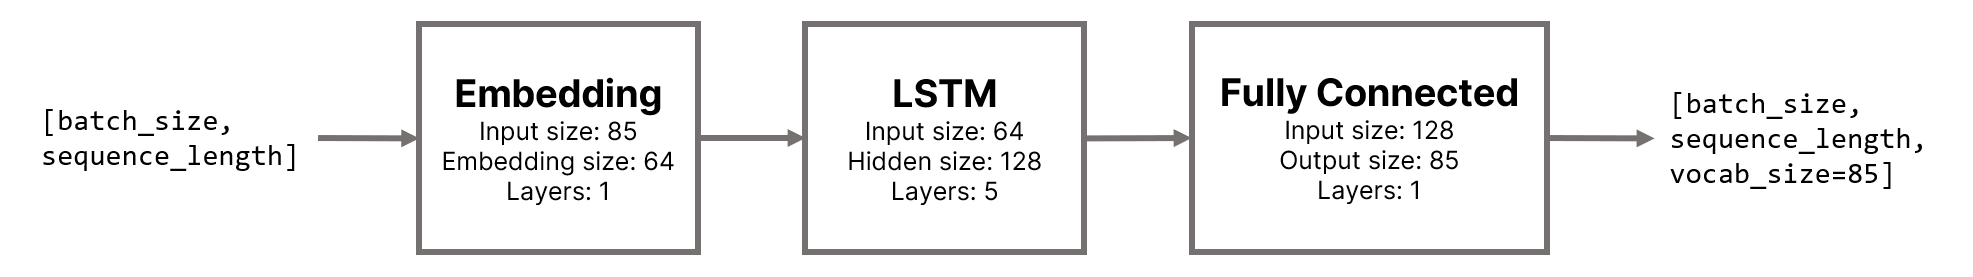 [batch_size,
sequence_length]
Embedding
Input size: 85
Embedding size: 64
Layers: 1
LSTM
Input size: 64
Hidden size: 128
Layers: 5
Fully Connected
Input size: 128
Output size: 85
Layers: 1
[batch_size,
sequence_length,
vocab_size=85]